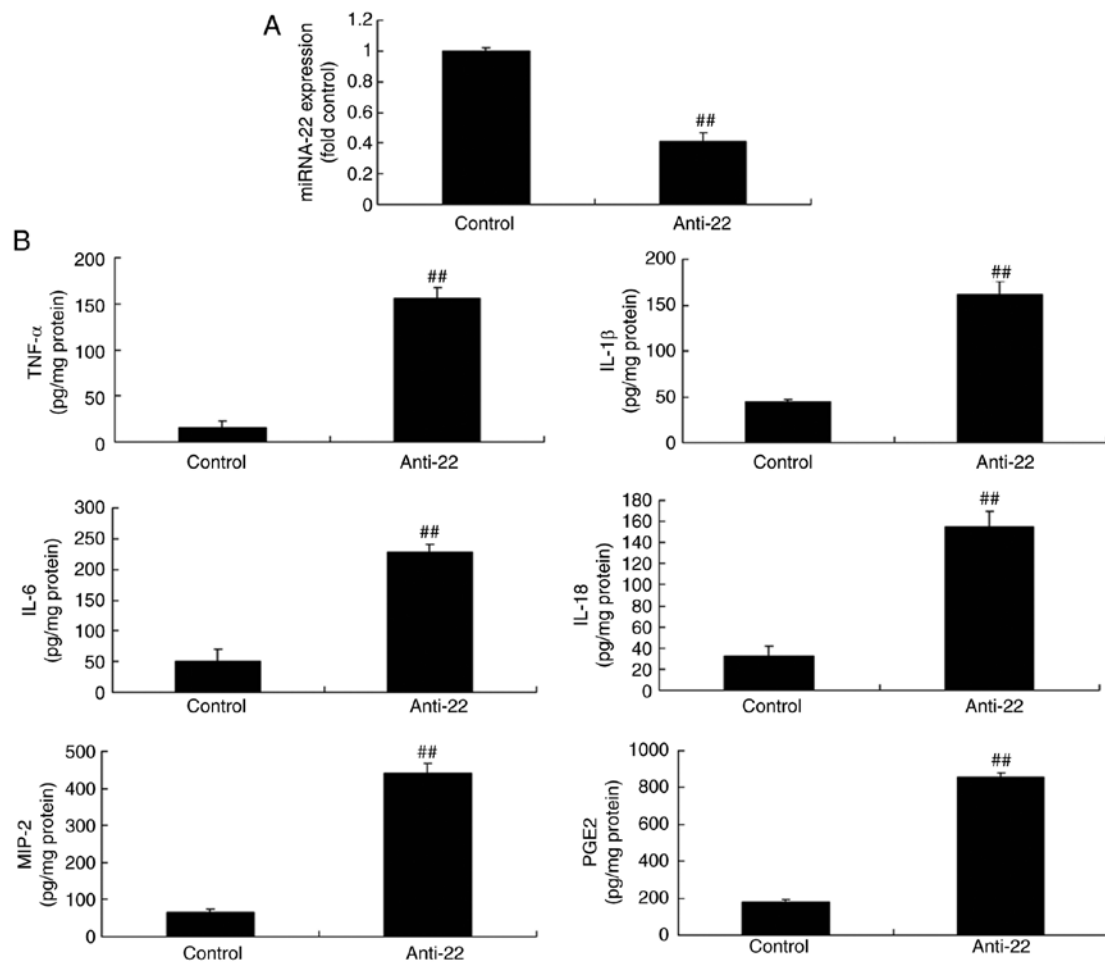 A
miRNA-22 expression
(fold control)
1.2
1
0.8
0.6
0.4
0.2
0
##
Control
Anti-22
B
TNF-α
(pg/mg protein)
200
150
100
50
0
##
Control
Anti-22
IL-1β
(pg/mg protein)
200
150
100
50
0
##
Control
Anti-22
IL-6
(pg/mg protein)
300
250
200
150
100
50
0
##
Control
Anti-22
IL-18
(pg/mg protein)
180
160
140
120
100
80
60
40
20
0
##
Control
Anti-22
MIP-2
(pg/mg protein)
500
400
300
200
100
0
##
Control
Anti-22
PGE2
(pg/mg protein)
1000
800
600
400
200
0
##
Control
Anti-22